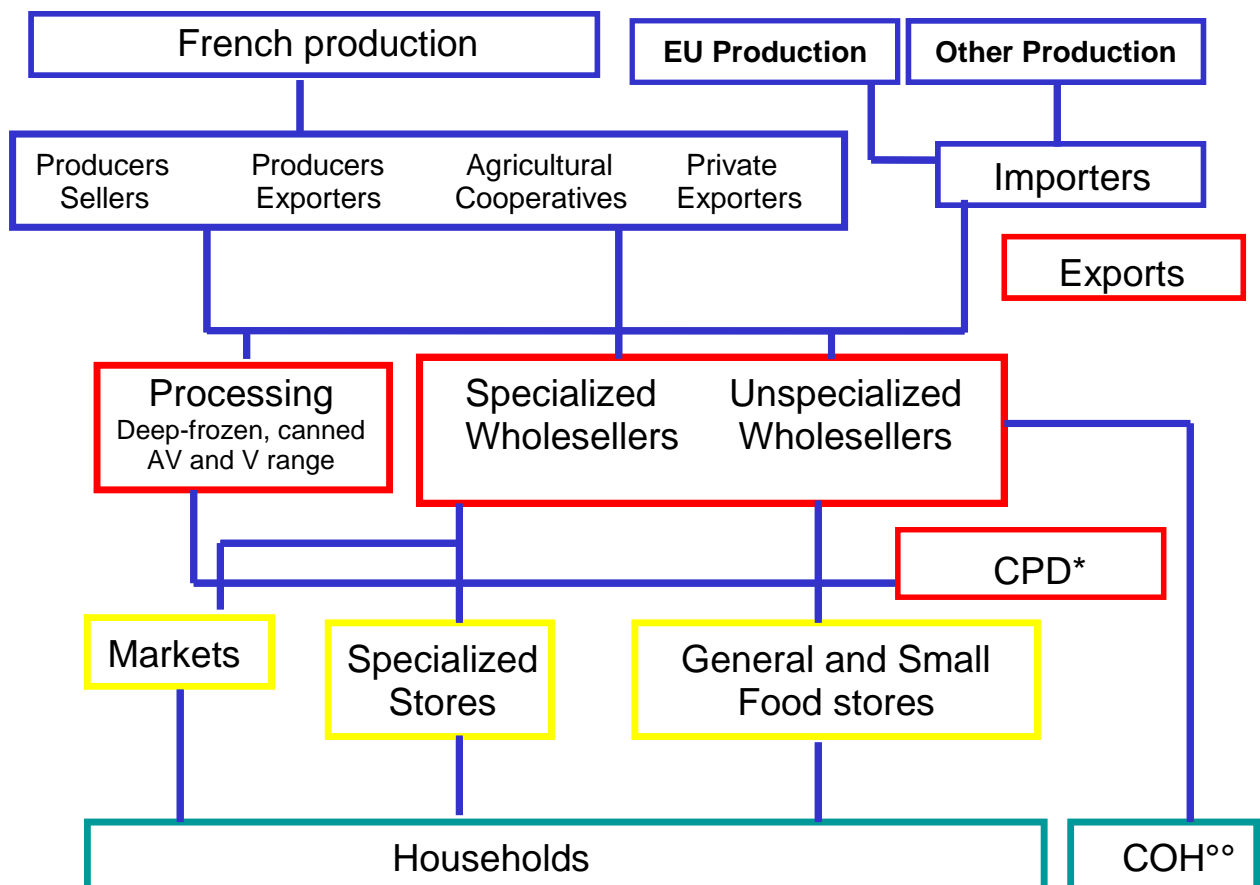 French production
EU Production
Other Production
Producers
Sellers
Producers
Exporters
Agricultural
Cooperatives
Private
Exporters
Importers
Exports
Processing
Deep-frozen, canned
AV and V range
Specialized
Wholesellers
Unspecialized
Wholesellers
CPD*
Markets
Specialized
Stores
General and Small
Food stores
Households
COH°°